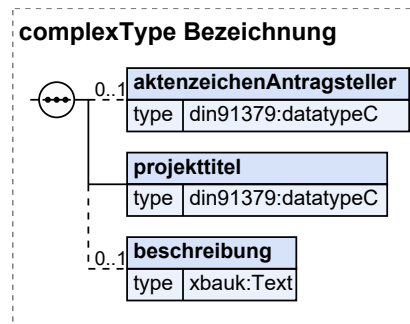 complexType Bezeichnung
0..1
aktenzeichenAntragsteller
type din91379:datatypeC
projekttitel
type din91379:datatypeC
0..1
beschreibung
type xbauk:Text